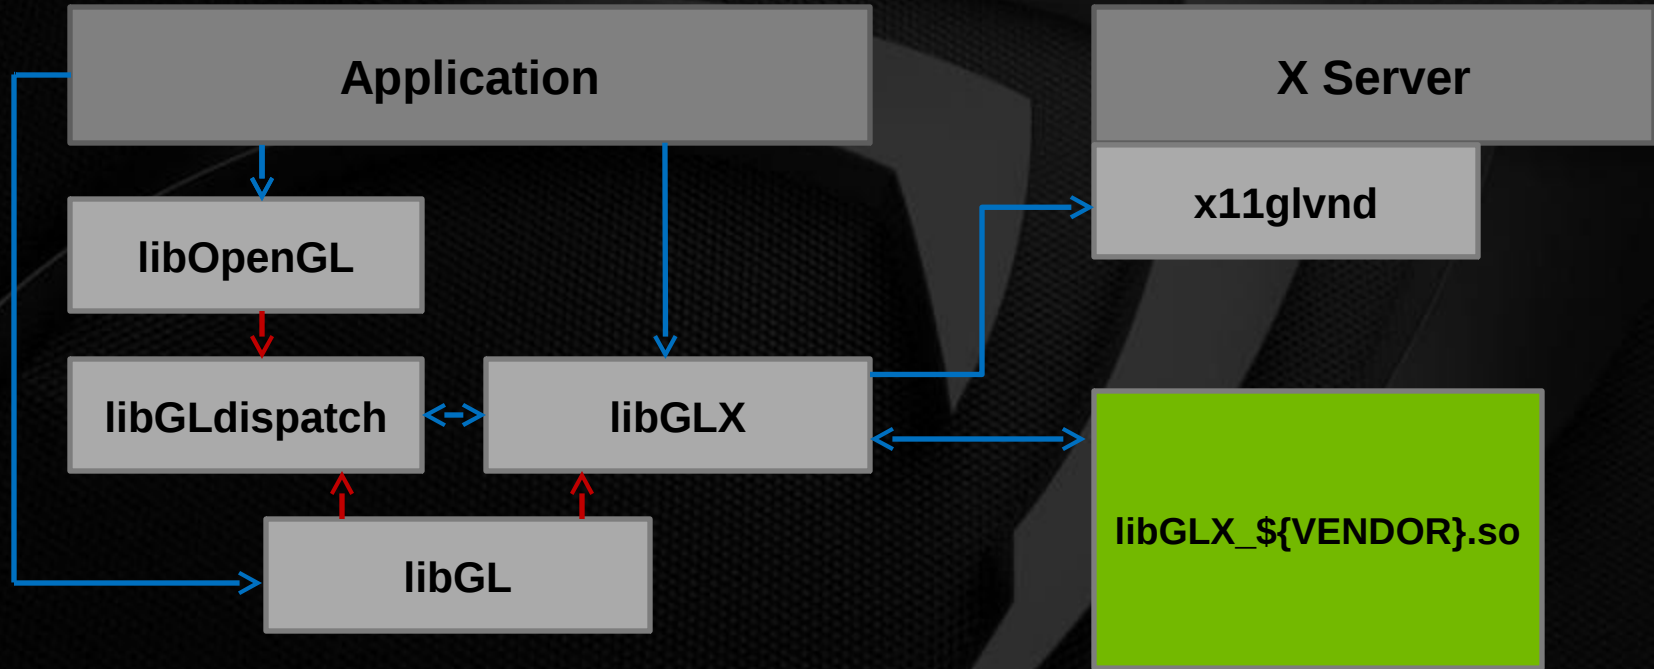 Application
X Server
x11glvnd
libOpenGL
libGLdispatch
libGLX
libGLX_${VENDOR}.so
libGL